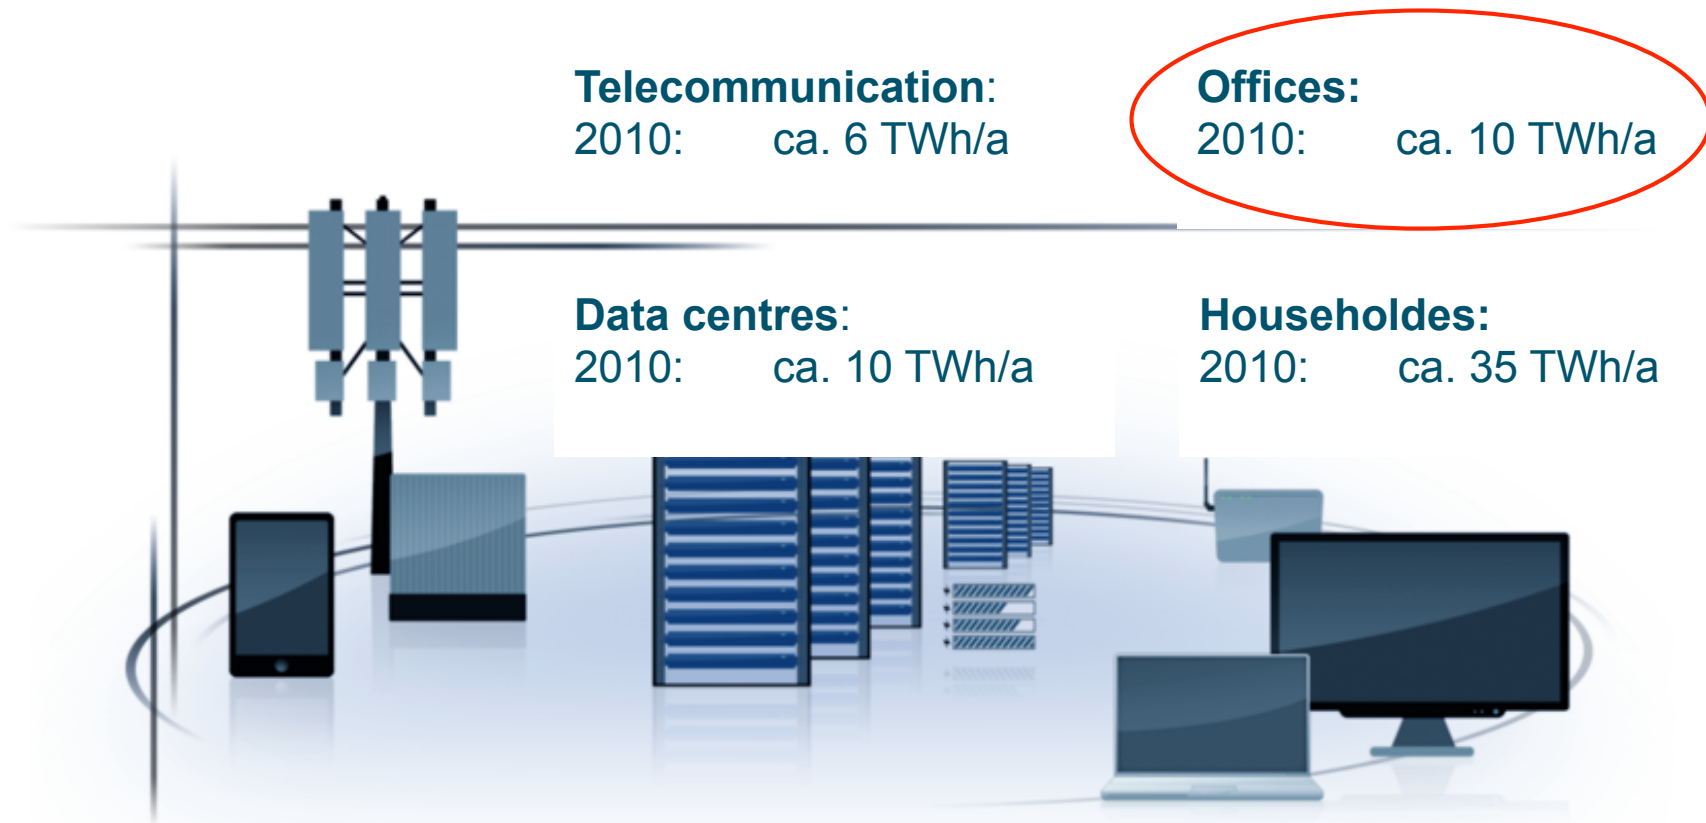 Telecommunication:
2010: ca. 6 TWh/a
Offices:
2010: ca. 10 TWh/a
Data centres:
2010: ca. 10 TWh/a
Householdes:
2010: ca. 35 TWh/a